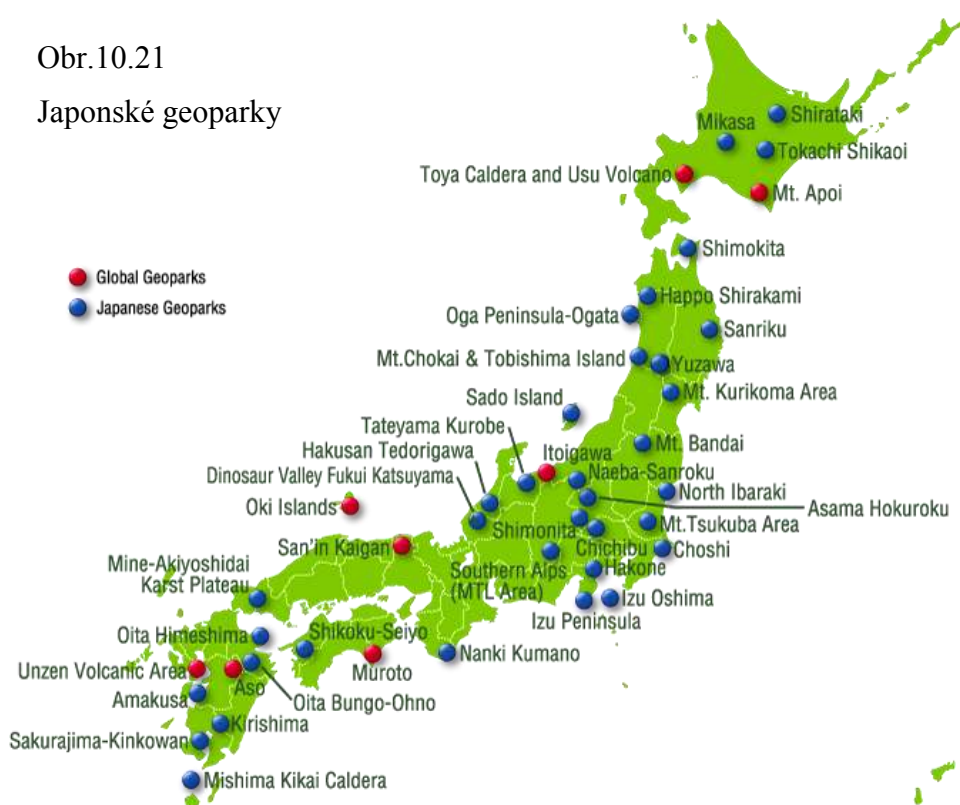 Obr.10.21
Japonské geoparky
Shirataki
Mikasa
Tokachi Shikaoi
Toya Caldera and Usu Volcano
Mt. Apoi
Shimokita
Global Geoparks
Japanese Geoparks
Happo Shirakami
Oga Peninsula-Ogata
Sanriku
Mt.Chokai & Tobishima Island
Yuzawa
Mt. Kurikoma Area
Sado Island
Tateyama Kurobe
Mt. Bandai
Hakusan Tedorigawa
Itoigawa
Dinosaur Valley Fukui Katsuyama
Naeba-Sanroku
North Ibaraki
Oki Islands
Asama Hokuroku
Shimonita
Mt.Tsukuba Area
San'in Kaigan
Chichibu
Choshi
Mine-Akiyoshidai
Karst Plateau
Southern Alps
(MTL Area)
Hakone
Izu Oshima
Izu Peninsula
Oita Himeshima
Shikoku-Seiyo
Nanki Kumano
Unzen Volcanic Area
Aso
Muroto
Amakusa
Oita Bungo-Ohno
Kirishima
Sakurajima-Kinkowan
Mishima Kikai Caldera